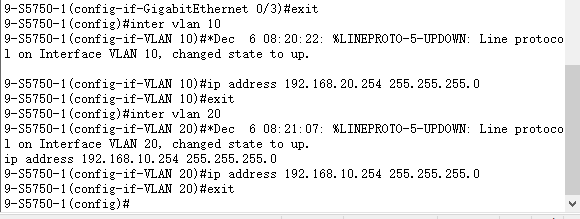 9-S5750-1(config-if-GigabitEthernet 0/3)#exit
9-S5750-1(config)#inter vlan 10
9-S5750-1(config-if-VLAN 10)#*Dec  6 08:20:22: %LINEPROTO-5-UPDOWN: Line protoco
l on Interface VLAN 10, changed state to up.
9-S5750-1(config-if-VLAN 10)#ip address 192.168.20.254 255.255.255.0
9-S5750-1(config-if-VLAN 10)#exit
9-S5750-1(config)#inter vlan 20
9-S5750-1(config-if-VLAN 20)#*Dec  6 08:21:07: %LINEPROTO-5-UPDOWN: Line protoco
l on Interface VLAN 20, changed state to up.
ip address 192.168.10.254 255.255.255.0
9-S5750-1(config-if-VLAN 20)#ip address 192.168.10.254 255.255.255.0
9-S5750-1(config-if-VLAN 20)#exit
9-S5750-1(config)#